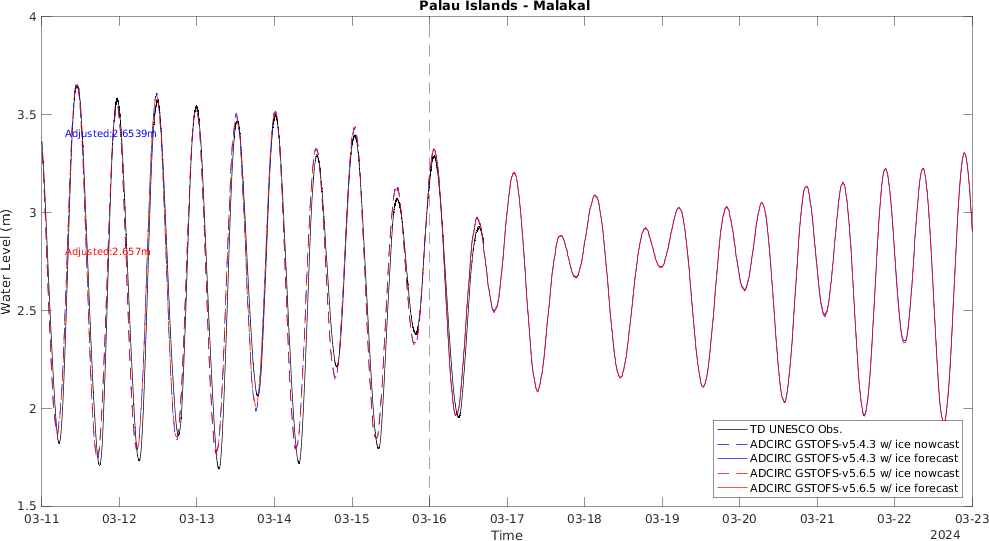 Palau Islands - Malakal
4
3.5
3
2.5
2
1.5
Water Level (m)
Adjusted:2.6539m
Adjusted:2.657m
TD UNESCO Obs.
ADCIRC GSTOFS-v5.4.3 w/ ice nowcast
ADCIRC GSTOFS-v5.4.3 w/ ice forecast
ADCIRC GSTOFS-v5.6.5 w/ ice nowcast
ADCIRC GSTOFS-v5.6.5 w/ ice forecast
03-11 03-12 03-13 03-14 03-15 03-16 03-17 03-18 03-19 03-20 03-21 03-22 03-23
Time
2024